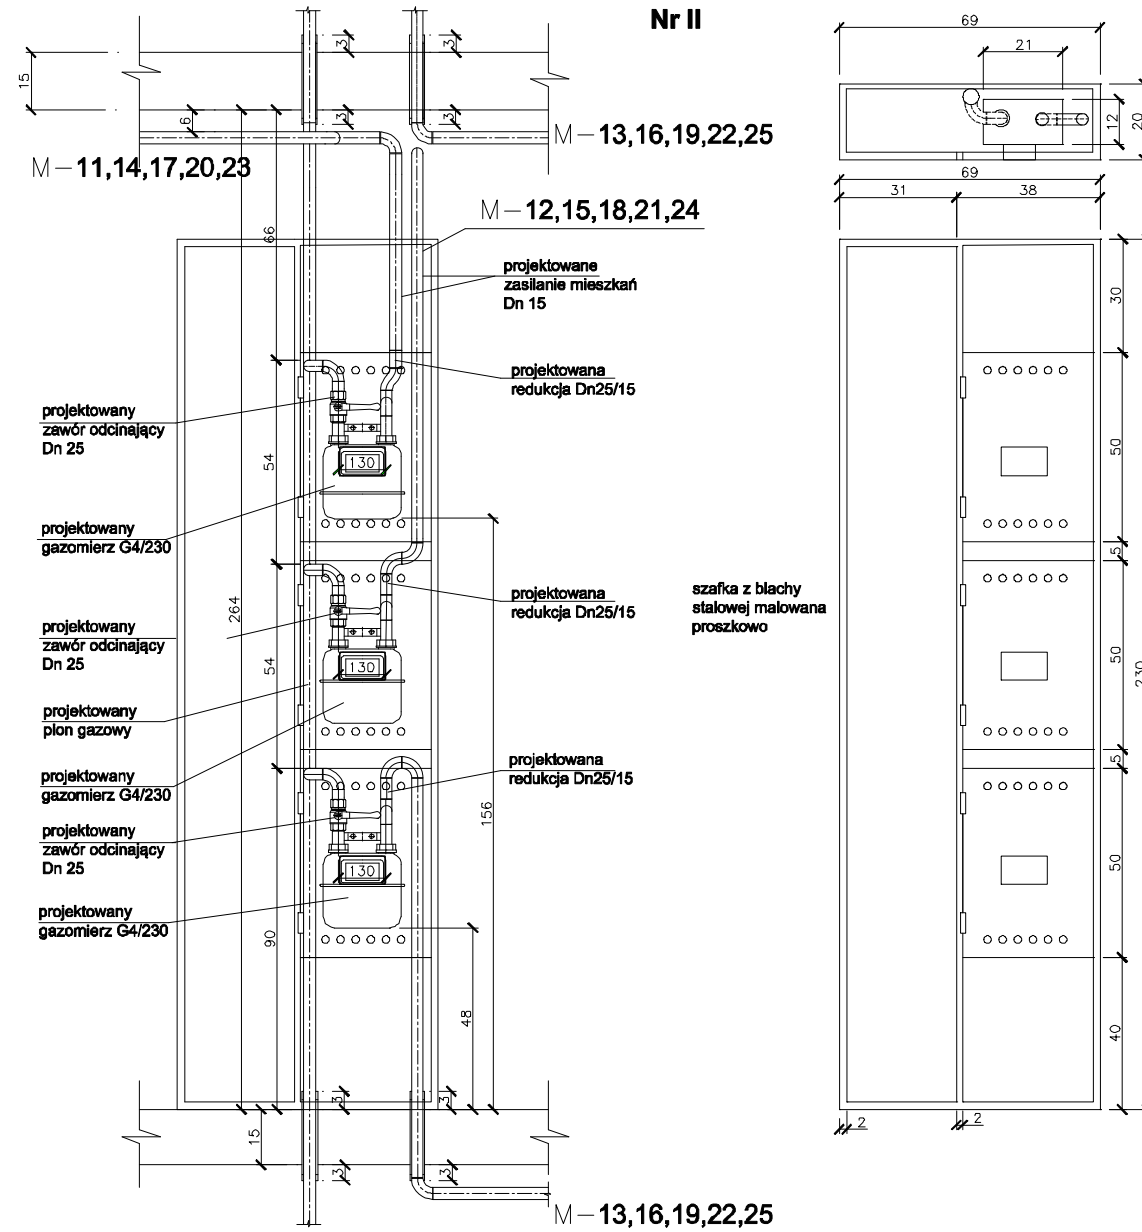 Nr II
69
21
12
20
69
31
38
3
3
15
6
3
3
M-13,16,19,22,25
M-11,14,17,20,23
M-12,15,18,21,24
66
projektowane
zasilanie mieszkań
Dn 15
30
projektowana
redukcja Dn25/15
projektowany
zawór odcinający
Dn 25
54
130
50
projektowany
gazomierz G4/230
5
projektowana
redukcja Dn25/15
szafka z blachy
stalowej malowana
proszkowo
264
projektowany
zawór odcinający
Dn 25
54
130
50
230
projektowany
pion gazowy
projektowana
redukcja Dn25/15
5
projektowany
gazomierz G4/230
156
projektowany
zawór odcinający
Dn 25
130
50
projektowany
gazomierz G4/230
90
48
40
3
3
2
2
15
3
3
M-13,16,19,22,25